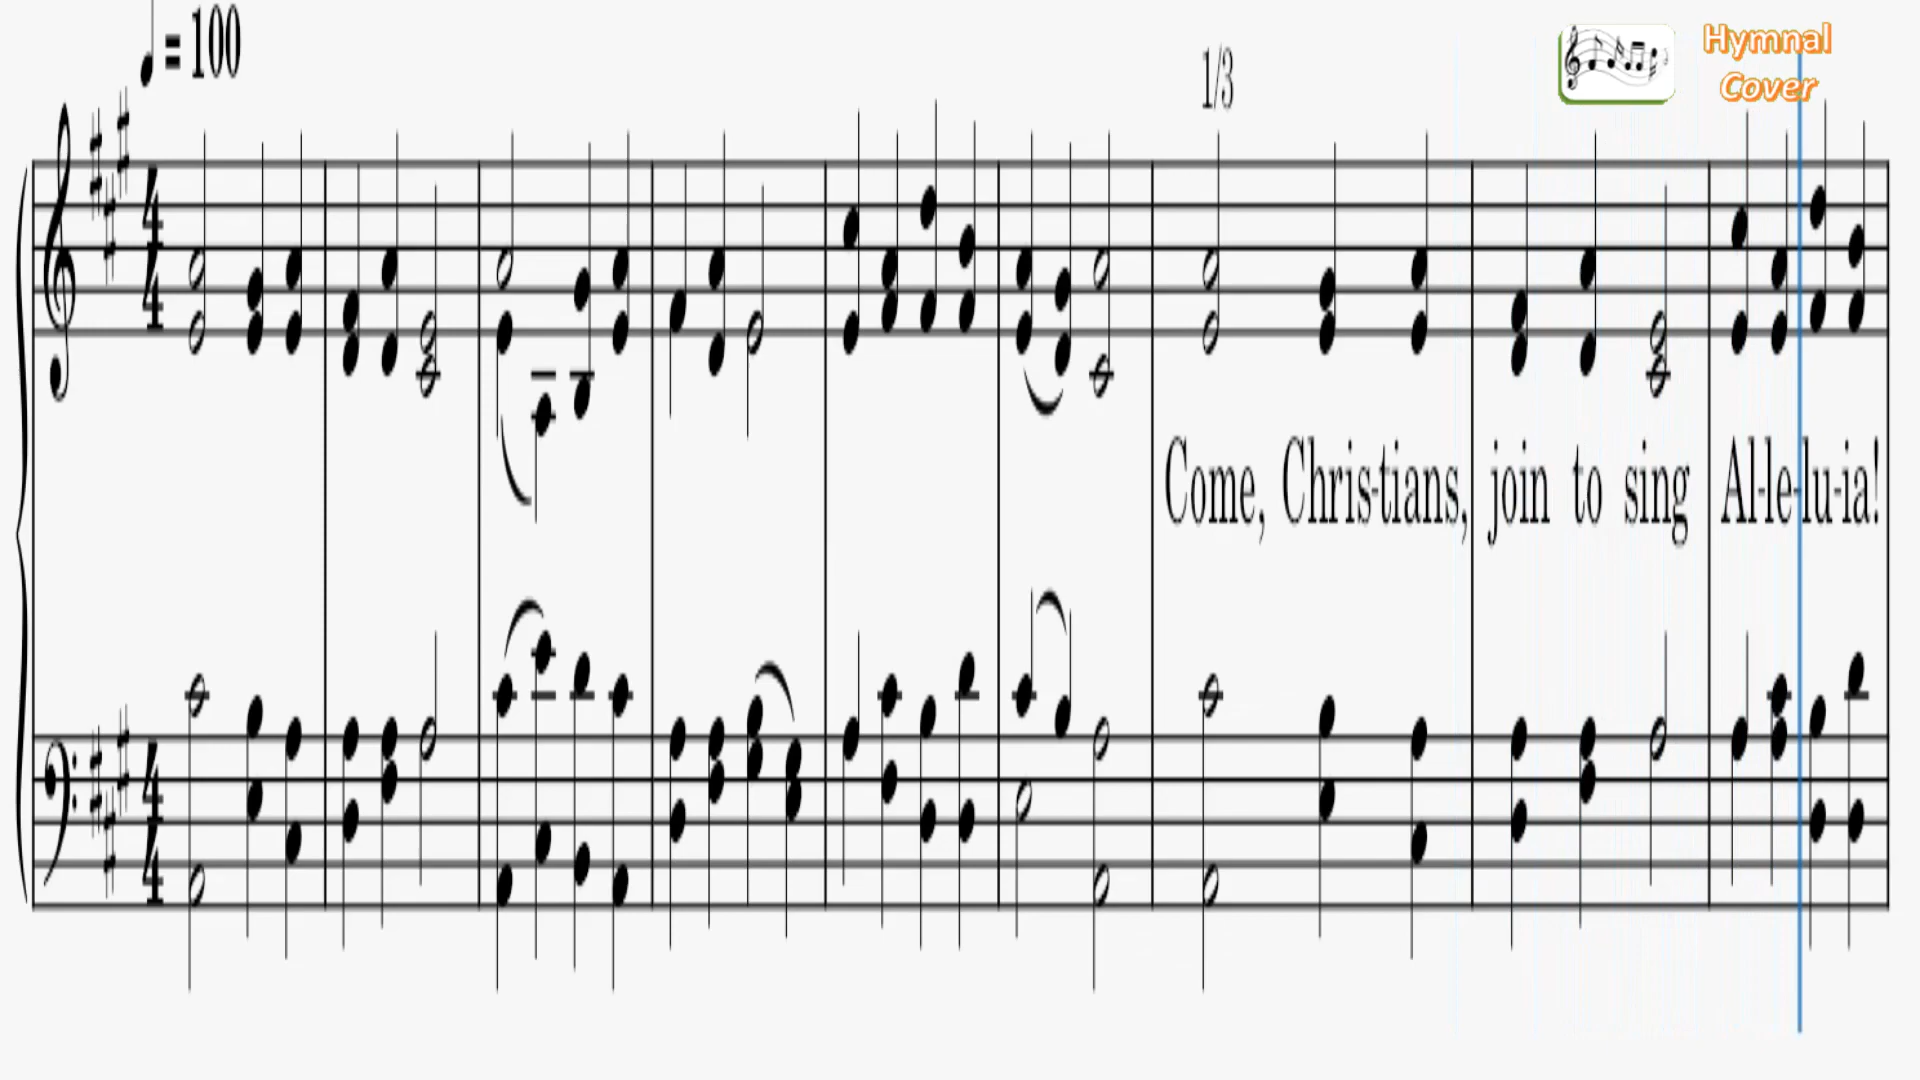 ♩ = 100
1/3
Hymnal
Cover
Come, Chris-tians, join to sing Al-le-lu-ia!